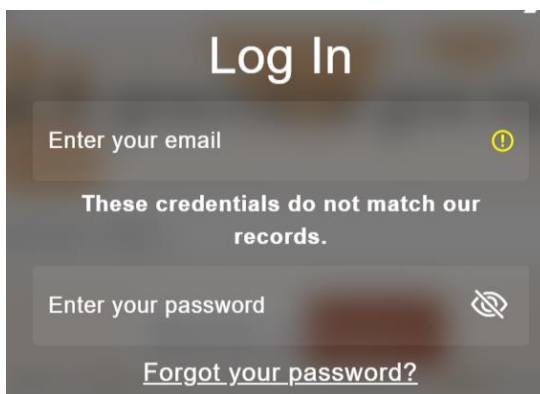 Log In
Enter your email
These credentials do not match our
records.
Enter your password
Forgot your password?